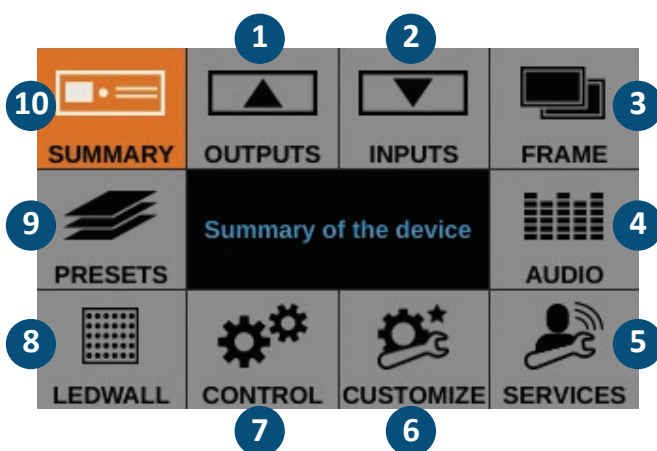 1 2
10 3
SUMMARY OUTPUTS INPUTS FRAME
9 Summary of the device 4
PRESETS AUDIO
8 5
LEDWALL CONTROL CUSTOMIZE SERVICES
7 6